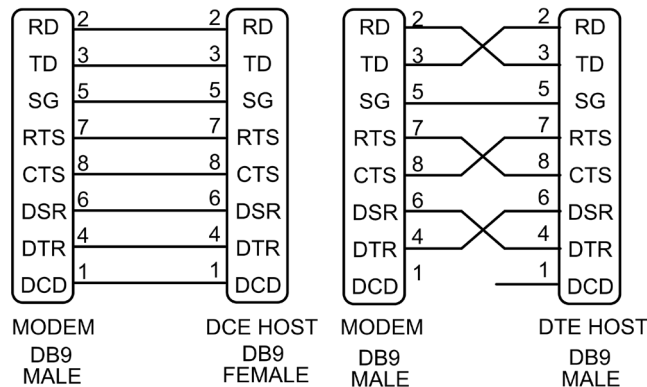 RD 2 2 RD
TD 3 3 TD
SG 5 5 SG
RTS 7 7 RTS
CTS 8 8 CTS
DSR 6 6 DSR
DTR 4 4 DTR
DCD 1 1 DCD
MODEM DCE HOST
DB9 DB9
MALE FEMALE
RD 2 2 RD
TD 3 3 TD
SG 5 5 SG
RTS 7 7 RTS
CTS 8 8 CTS
DSR 6 6 DSR
DTR 4 4 DTR
DCD 1 1 DCD
MODEM DTE HOST
DB9 DB9
MALE MALE